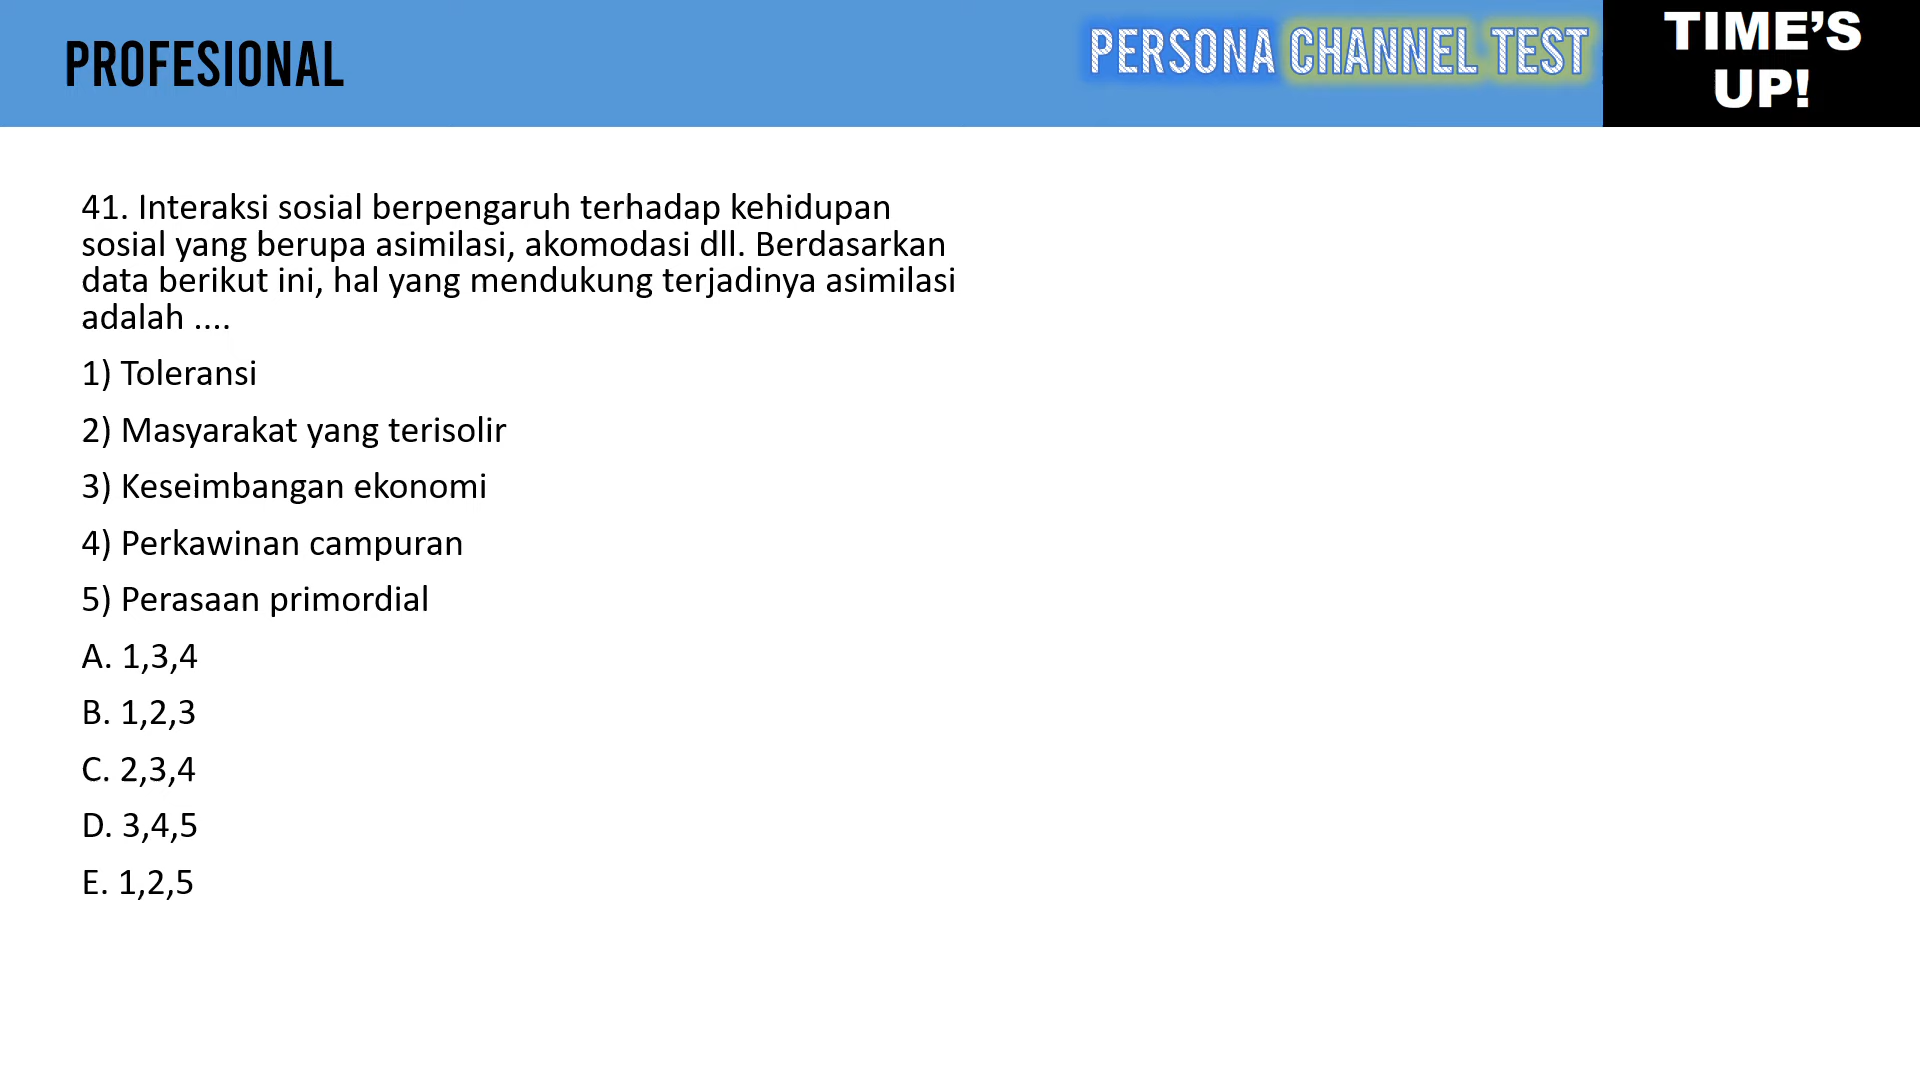 PROFESIONAL
PERSONA CHANNEL TEST
TIME'S
UP!
41. Interaksi sosial berpengaruh terhadap kehidupan
sosial yang berupa asimilasi, akomodasi dll. Berdasarkan
data berikut ini, hal yang mendukung terjadinya asimilasi
adalah ....
1) Toleransi
2) Masyarakat yang terisolir
3) Keseimbangan ekonomi
4) Perkawinan campuran
5) Perasaan primordial
A. 1,3,4
B. 1,2,3
C. 2,3,4
D. 3,4,5
E. 1,2,5